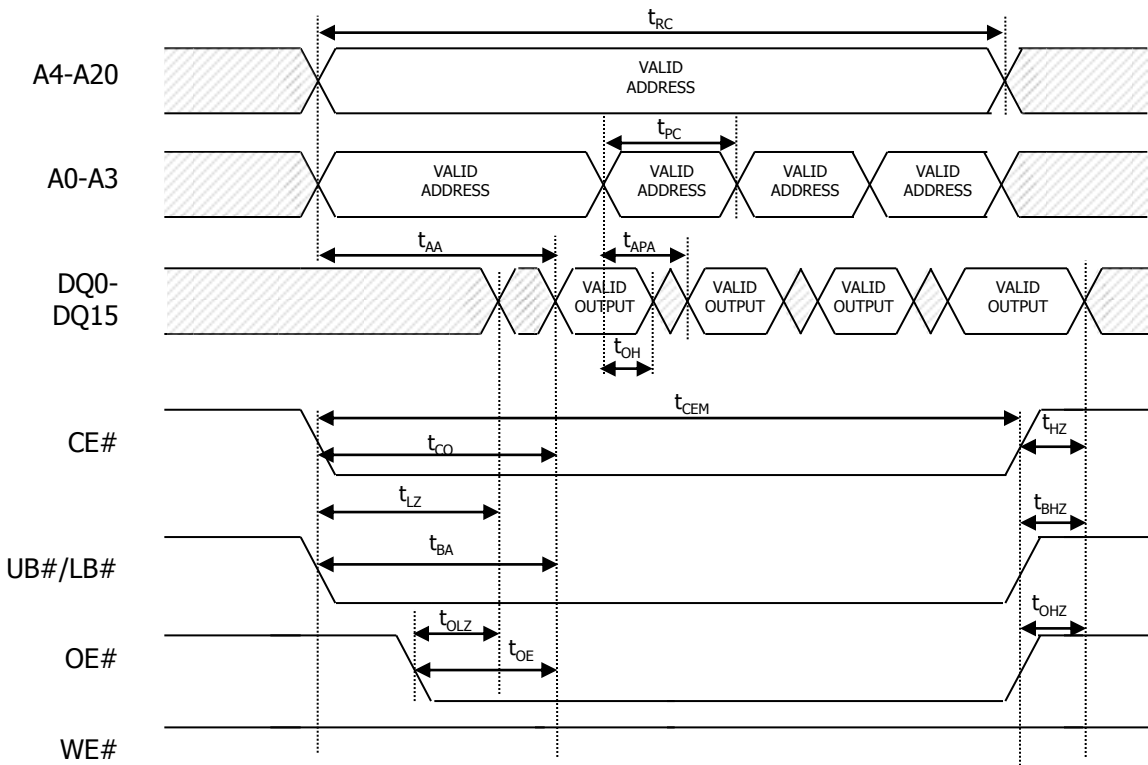 tRC
A4-A20
VALID
ADDRESS
tPC
A0-A3
VALID
ADDRESS
VALID
ADDRESS
VALID
ADDRESS
VALID
ADDRESS
tAA
tAPA
DQ0-
DQ15
VALID
OUTPUT
VALID
OUTPUT
VALID
OUTPUT
VALID
OUTPUT
tOH
tCEM
CE#
tCO
tHZ
tLZ
tBHZ
UB#/LB#
tBA
tOLZ
tOHZ
OE#
tOE
WE#